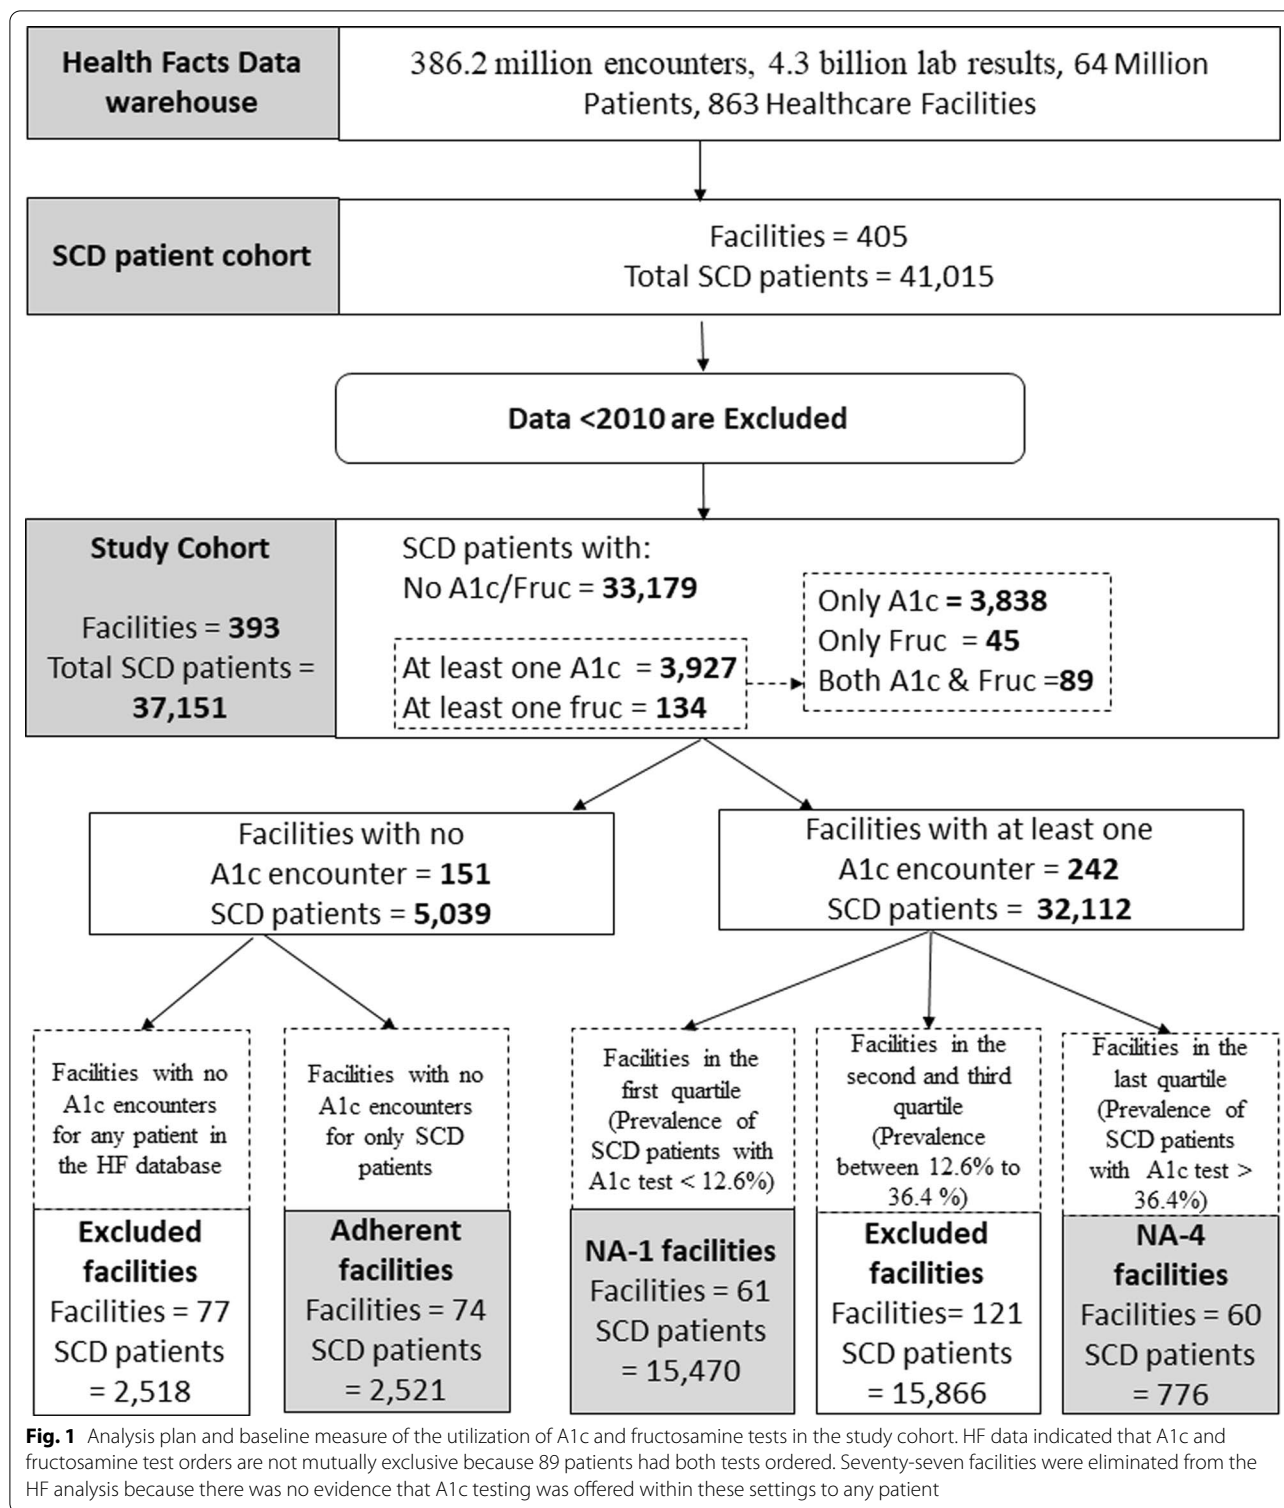 Health Facts Data
warehouse
386.2 million encounters, 4.3 billion lab results, 64 Million
Patients, 863 Healthcare Facilities
SCD patient cohort
Facilities = 405
Total SCD patients = 41,015
Data <2010 are Excluded
Study Cohort
Facilities = 393
Total SCD patients =
37,151
SCD patients with:
No A1c/Fruc = 33,179
At least one A1c = 3,927
At least one fruc = 134
Only A1c = 3,838
Only Fruc = 45
Both A1c & Fruc =89
Facilities with no
A1c encounter = 151
SCD patients = 5,039
Facilities with at least one
A1c encounter = 242
SCD patients = 32,112
Facilities with no
A1c encounters
for any patient in
the HF database
Excluded
facilities
Facilities = 77
SCD patients
= 2,518
Facilities with no
A1c encounters
for only SCD
patients
Adherent
facilities
Facilities = 74
SCD patients
= 2,521
Facilities in the
first quartile
(Prevalence of
SCD patients with
A1c test < 12.6%)
NA-1 facilities
Facilities = 61
SCD patients
= 15,470
Facilities in the
second and third
quartile
(Prevalence
between 12.6% to
36.4 %)
Excluded
facilities
Facilities= 121
SCD patients
= 15,866
Facilities in the
last quartile
(Prevalence of
SCD patients
with A1c test >
36.4%)
NA-4
facilities
Facilities = 60
SCD patients
= 776
Fig. 1 Analysis plan and baseline measure of the utilization of A1c and fructosamine tests in the study cohort. HF data indicated that A1c and
fructosamine test orders are not mutually exclusive because 89 patients had both tests ordered. Seventy-seven facilities were eliminated from the
HF analysis because there was no evidence that A1c testing was offered within these settings to any patient